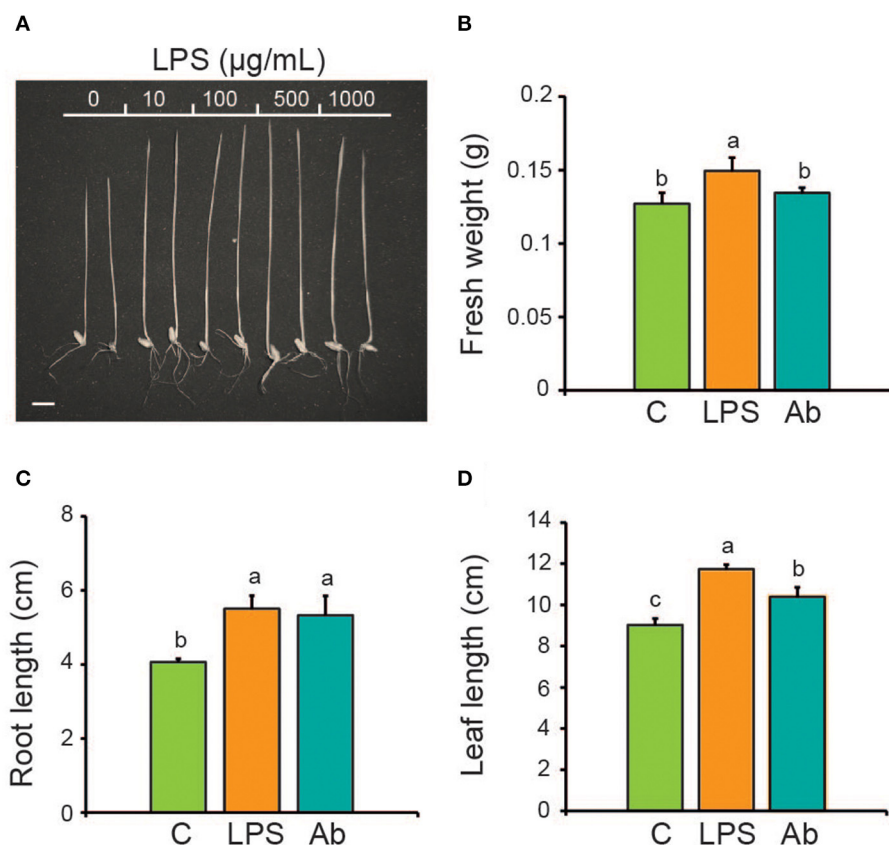 A
LPS (µg/mL)
0 10 100 500 1000
B
Fresh weight (g)
0.2
0.15
0.1
0.05
0
b
a
b
C LPS Ab
C
Root length (cm)
8
6
4
2
0
b
a
a
C LPS Ab
D
Leaf length (cm)
14
12
10
8
6
4
2
0
c
a
b
C LPS Ab